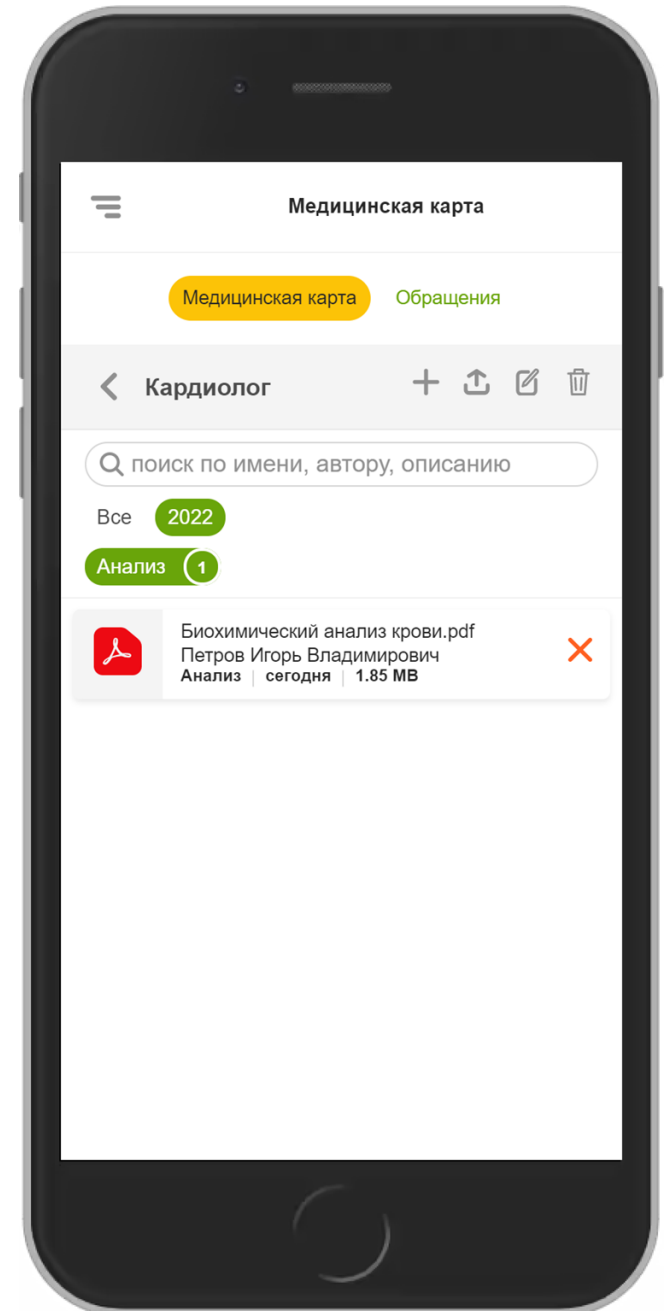 Медицинская карта
Медицинская карта Обращения
Кардиолог
поиск по имени, автору, описанию
Все 2022
Анализ 1
Биохимический анализ крови.pdf
Петров Игорь Владимирович
Анализ | сегодня | 1.85 MB